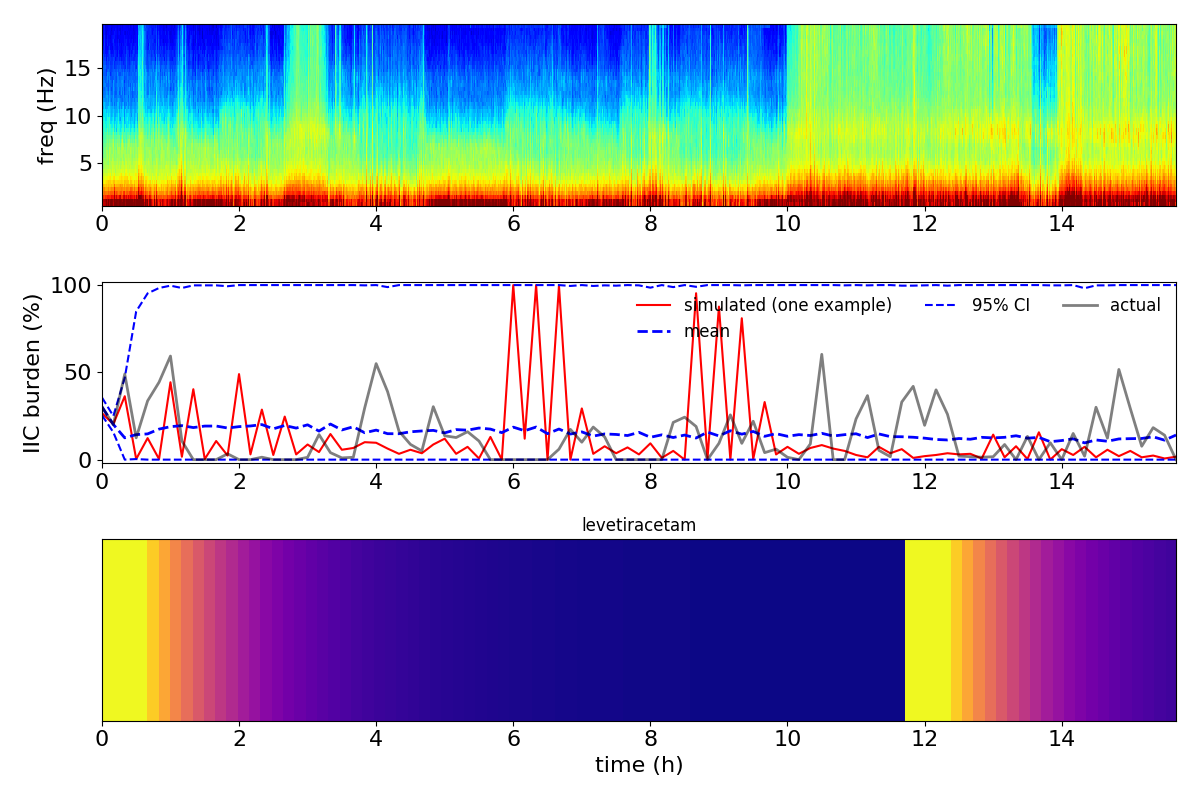 freq (Hz)
15
10
5
0 2 4 6 8 10 12 14
IIC burden (%)
100
50
0
simulated (one example)
mean
95% CI
actual
0 2 4 6 8 10 12 14
levetiracetam
0 2 4 6 8 10 12 14
time (h)